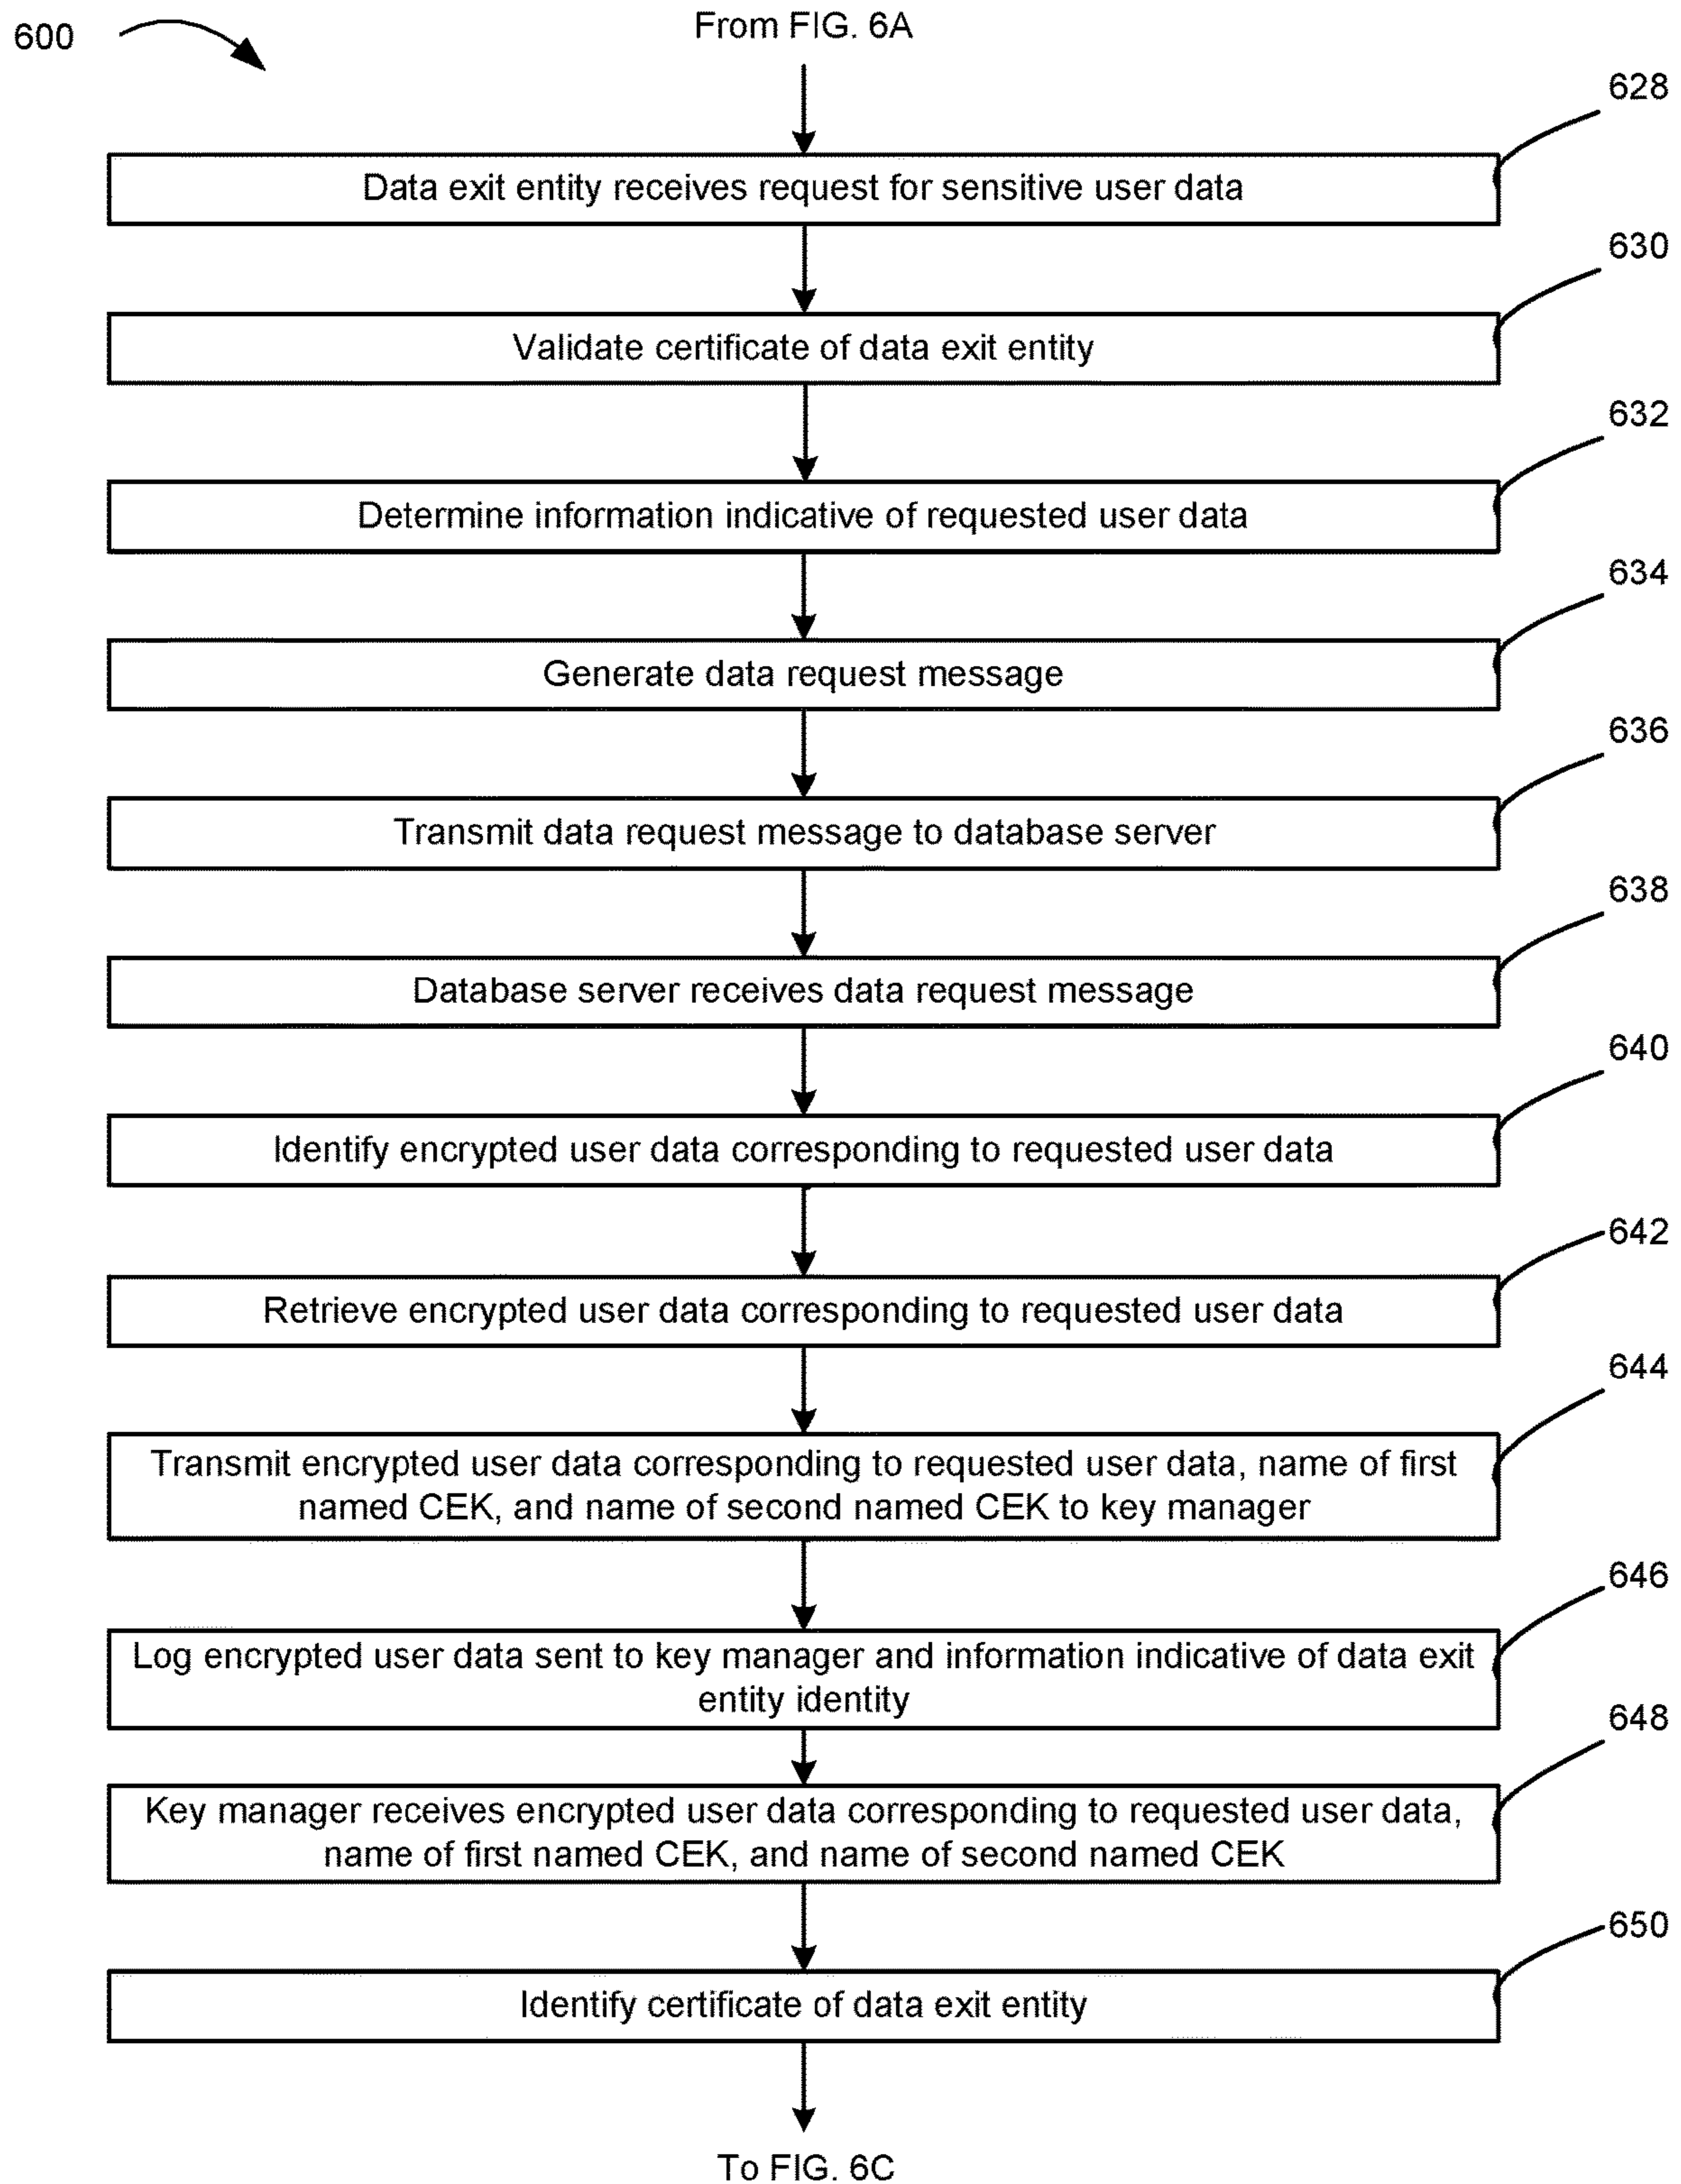 600
From FIG. 6A
628
Data exit entity receives request for sensitive user data
630
Validate certificate of data exit entity
632
Determine information indicative of requested user data
634
Generate data request message
636
Transmit data request message to database server
638
Database server receives data request message
640
Identify encrypted user data corresponding to requested user data
642
Retrieve encrypted user data corresponding to requested user data
644
Transmit encrypted user data corresponding to requested user data, name of first
named CEK, and name of second named CEK to key manager
646
Log encrypted user data sent to key manager and information indicative of data exit
entity identity
648
Key manager receives encrypted user data corresponding to requested user data,
name of first named CEK, and name of second named CEK
650
Identify certificate of data exit entity
To FIG. 6C